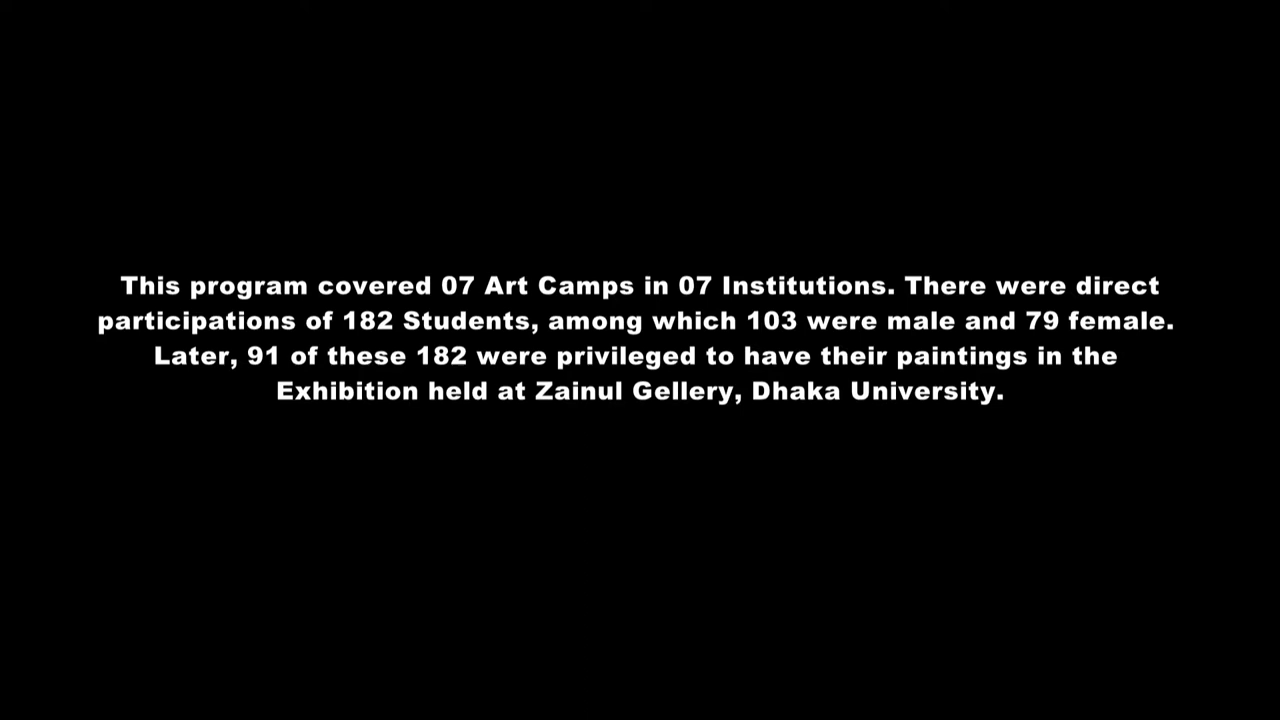 This program covered 07 Art Camps in 07 Institutions. There were direct
participations of 182 Students, among which 103 were male and 79 female.
Later, 91 of these 182 were privileged to have their paintings in the
Exhibition held at Zainul Gellery, Dhaka University.